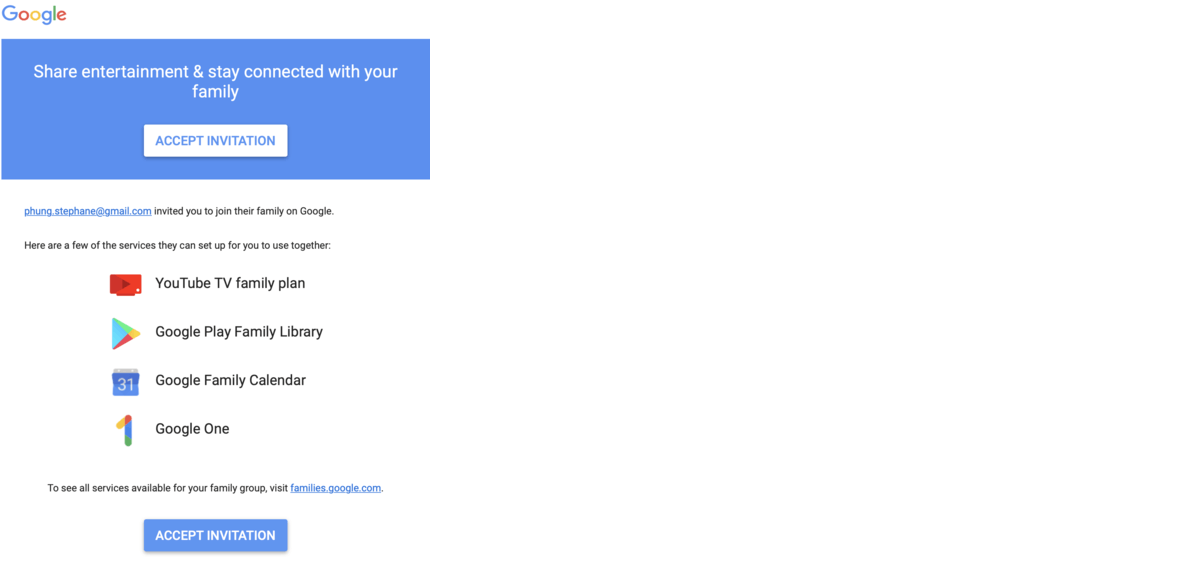 Google
Share entertainment & stay connected with your
family
ACCEPT INVITATION
phung.stephane@gmail.com invited you to join their family on Google.
Here are a few of the services they can set up for you to use together:
YouTube TV family plan
Google Play Family Library
31 Google Family Calendar
Google One
To see all services available for your family group, visit families.google.com.
ACCEPT INVITATION